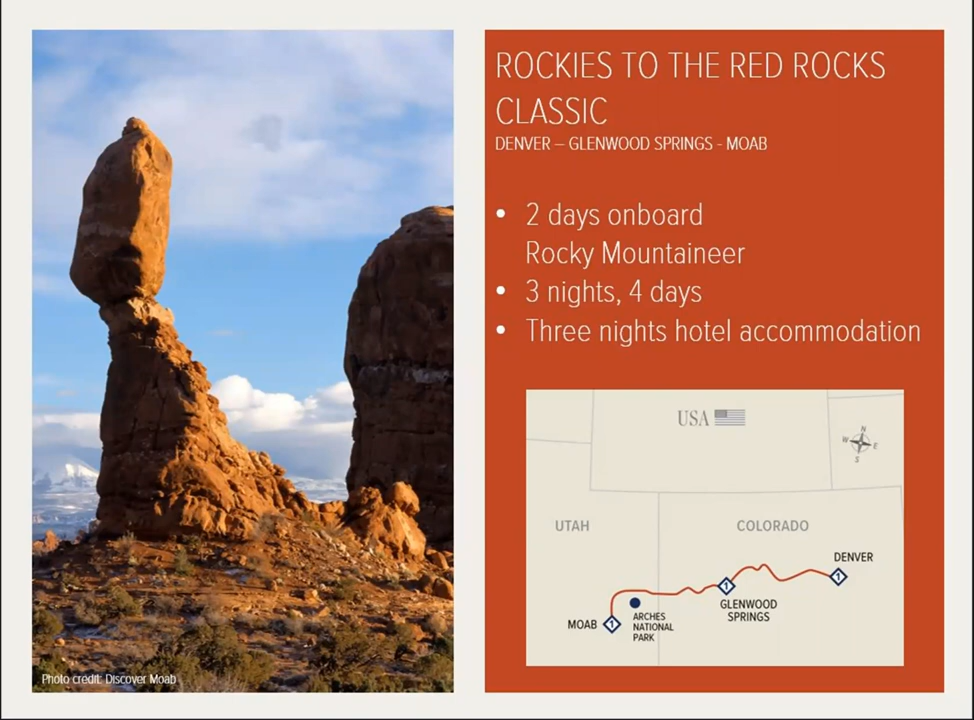 ROCKIES TO THE RED ROCKS
CLASSIC
DENVER – GLENWOOD SPRINGS - MOAB
• 2 days onboard
Rocky Mountaineer
• 3 nights, 4 days
• Three nights hotel accommodation
USA
N
W E
S
UTAH
COLORADO
DENVER
1
1
GLENWOOD
SPRINGS
MOAB 1
ARCHES
NATIONAL
PARK
Photo credit: Discover Moab